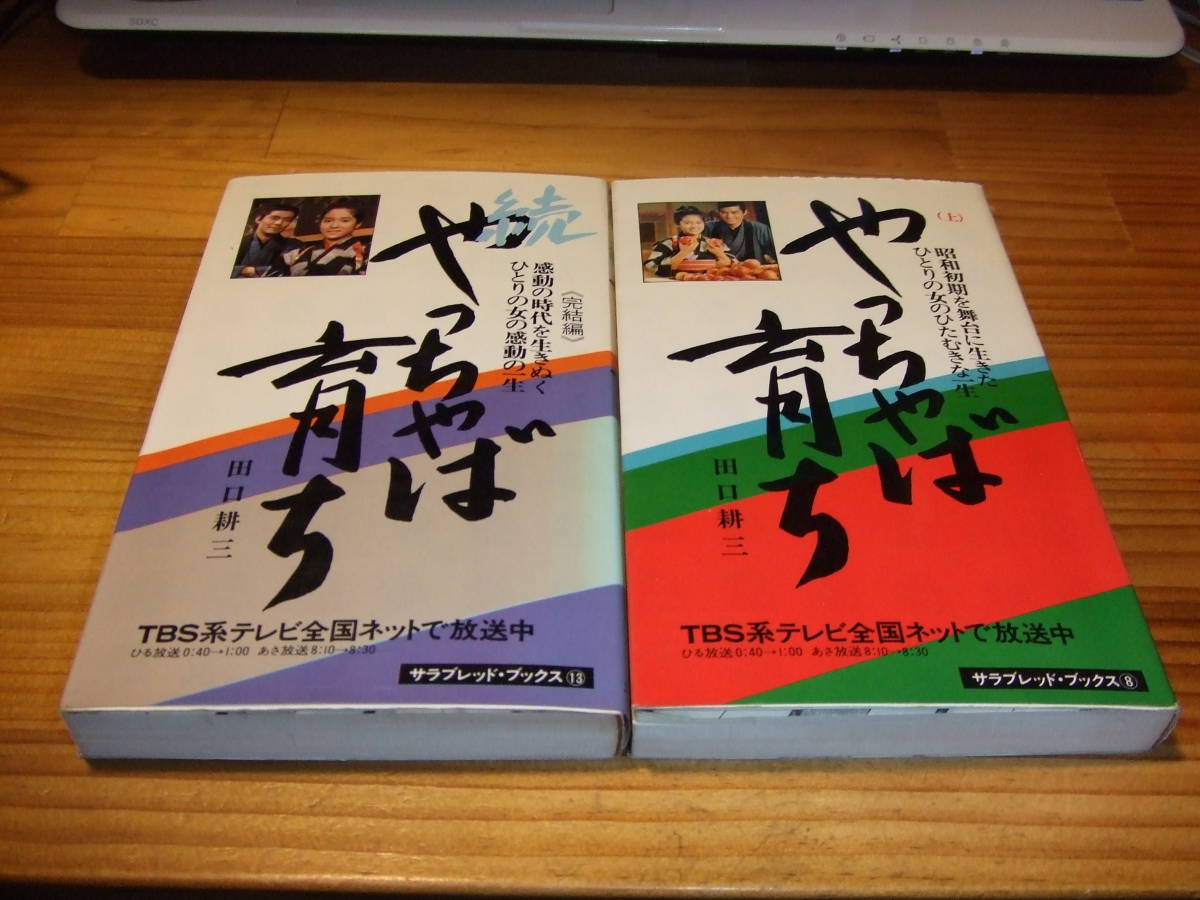 SDXC
続
やっちゃば
育ち
《完結編》
感動の時代を生きぬく
ひとりの女の感動の一生
田口耕三
TBS系テレビ全国ネットで放送中
ひる放送0:40→1:00 あさ放送8:10→8:30
サラブレッド・ブックス⑬
(上)
やっちゃば
育ち
昭和初期を舞台に生きた
ひとりの女のひたむきな一生
田口耕三
TBS系テレビ全国ネットで放送中
ひる放送0:40→1:00 あさ放送8:10→8:30
サラブレッド・ブックス⑧